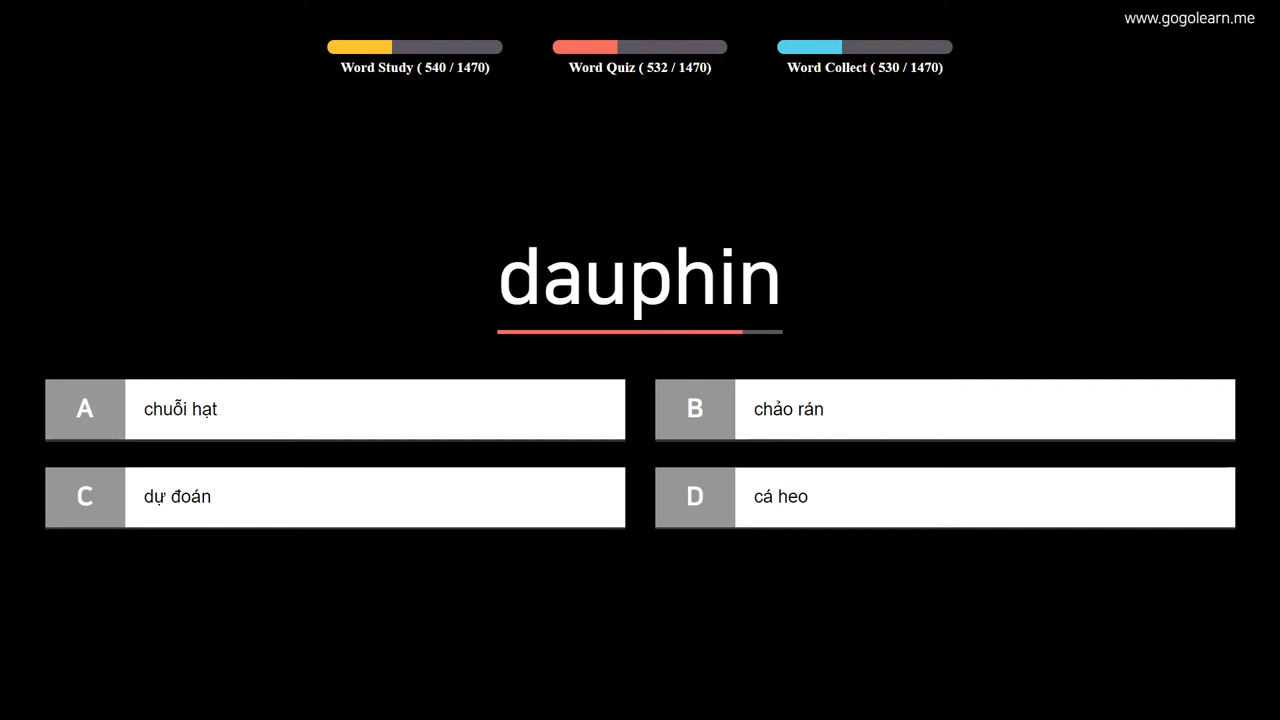 www.gogolearn.me
Word Study ( 540 / 1470)
Word Quiz ( 532 / 1470)
Word Collect ( 530 / 1470)
dauphin
A chuỗi hạt
B chảo rán
C dự đoán
D cá heo